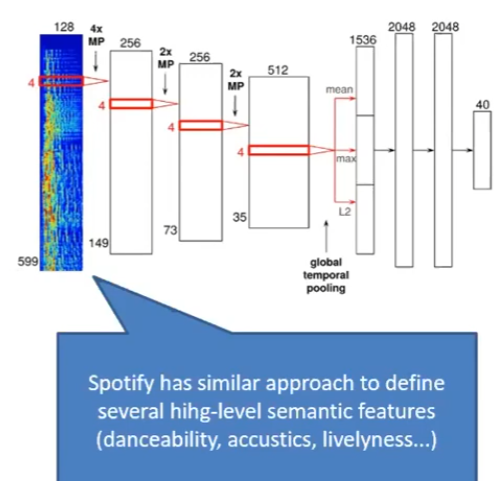 128
4x
MP
256
2x
MP
256
2x
MP
512
1536
2048
2048
40
4
4
4
4
mean
max
L2
599
149
73
35
global
temporal
pooling
Spotify has similar approach to define
several hihg-level semantic features
(danceability, accustics, livelyness...)